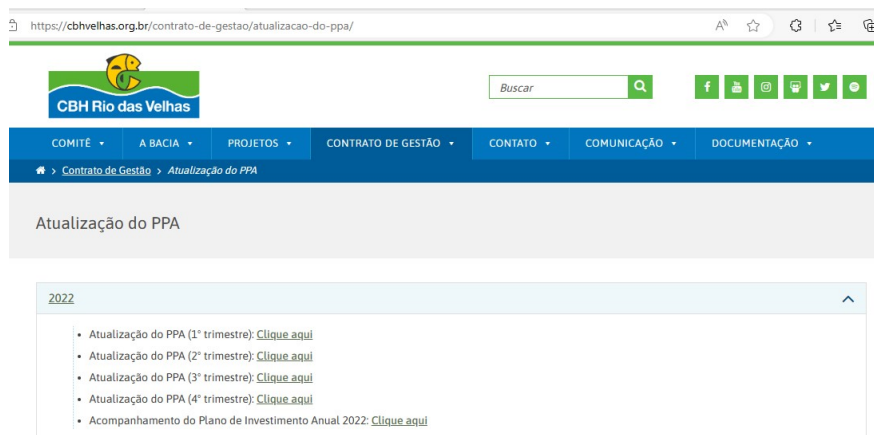 https://cbhvelhas.org.br/contrato-de-gestao/atualizacao-do-ppa/
CBH Rio das Velhas
Buscar
COMITÊ A BACIA PROJETOS CONTRATO DE GESTÃO CONTATO COMUNICAÇÃO DOCUMENTAÇÃO
> Contrato de Gestão > Atualização do PPA
Atualização do PPA
2022
• Atualização do PPA (1° trimestre): Clique aqui
• Atualização do PPA (2° trimestre): Clique aqui
• Atualização do PPA (3° trimestre): Clique aqui
• Atualização do PPA (4° trimestre): Clique aqui
• Acompanhamento do Plano de Investimento Anual 2022: Clique aqui